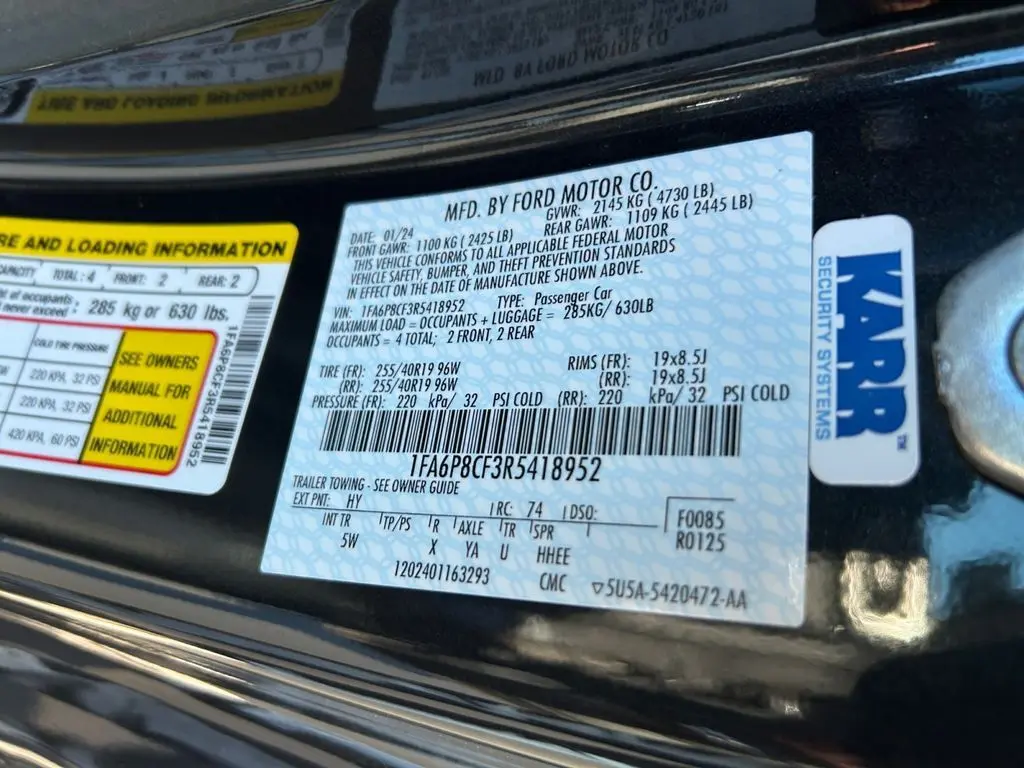 RE AND LOADING INFORMATION
CAPACITY TOTAL: 4 FRONT: 2 REAR: 2
of occupants
never exceed: 285 kg or 630 lbs.
COLD TIRE PRESSURE
220 KPA, 32 PSI
220 KPA, 32 PSI
420 KPA, 60 PSI
SEE OWNERS
MANUAL FOR
ADDITIONAL
INFORMATION
1FA6P8CF3R5418952
MFD. BY FORD MOTOR CO.
DATE: 01/24 GVWR: 2145 KG ( 4730 LB)
FRONT GAWR: 1100 KG ( 2425 LB) REAR GAWR: 1109 KG ( 2445 LB)
THIS VEHICLE CONFORMS TO ALL APPLICABLE FEDERAL MOTOR
VEHICLE SAFETY, BUMPER, AND THEFT PREVENTION STANDARDS
IN EFFECT ON THE DATE OF MANUFACTURE SHOWN ABOVE.
VIN: 1FA6P8CF3R5418952 TYPE: Passenger Car
MAXIMUM LOAD = OCCUPANTS + LUGGAGE = 285KG/ 630LB
OCCUPANTS = 4 TOTAL; 2 FRONT, 2 REAR
TIRE (FR): 255/40R19 96W RIMS (FR): 19x8.5J
(RR): 255/40R19 96W (RR): 19x8.5J
PRESSURE (FR): 220 kPa/ 32 PSI COLD (RR): 220 kPa/ 32 PSI COLD
1FA6P8CF3R5418952
TRAILER TOWING - SEE OWNER GUIDE
EXT PNT: HY RC: 74 DSO: F0085
INT TR TP/PS R AXLE TR SPR R0125
5W X YA U HHEE
1202401163293 CMC 5U5A-5420472-AA
KARR™
SECURITY SYSTEMS